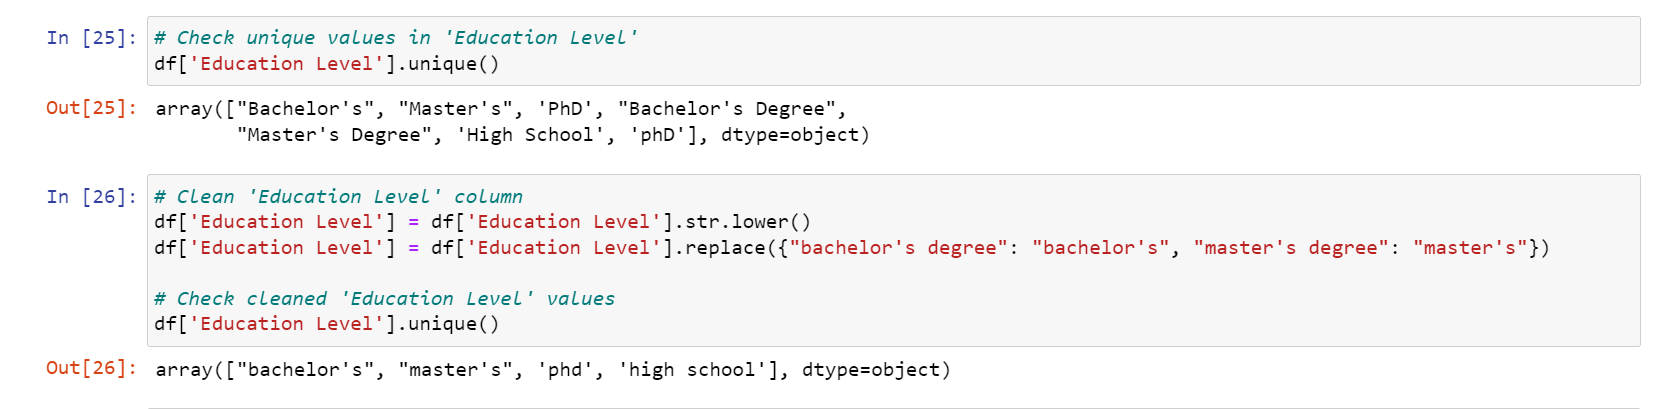 In [25]: # Check unique values in 'Education Level'
df['Education Level'].unique()
Out[25]: array(["Bachelor's", "Master's", 'PhD', "Bachelor's Degree",
"Master's Degree", 'High School', 'phD'], dtype=object)
In [26]: # Clean 'Education Level' column
df['Education Level'] = df['Education Level'].str.lower()
df['Education Level'] = df['Education Level'].replace({"bachelor's degree": "bachelor's", "master's degree": "master's"})
# Check cleaned 'Education Level' values
df['Education Level'].unique()
Out[26]: array(["bachelor's", "master's", 'phd', 'high school'], dtype=object)